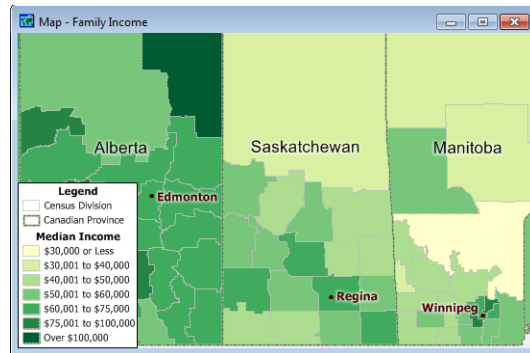 Map - Family Income
Alberta
Saskatchewan
Manitoba
Edmonton
Regina
Winnipeg
Legend
Census Division
Canadian Province
Median Income
$30,000 or Less
$30,001 to $40,000
$40,001 to $50,000
$50,001 to $60,000
$60,001 to $75,000
$75,001 to $100,000
Over $100,000